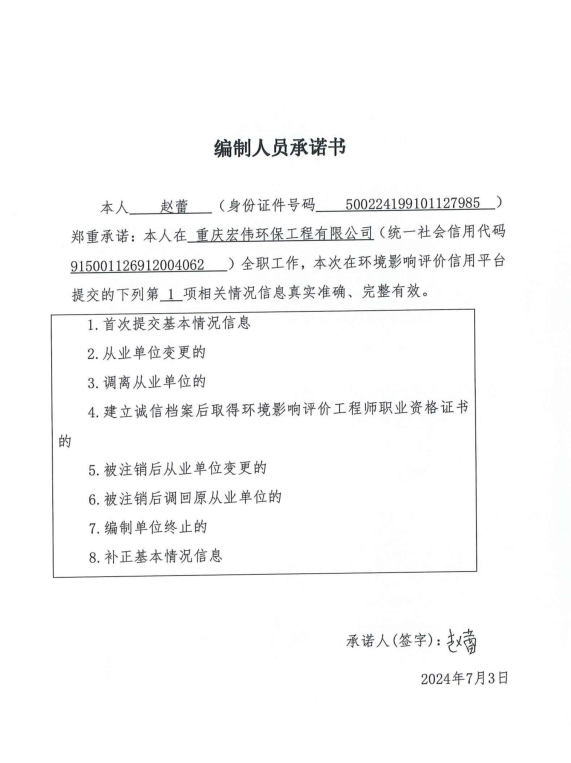 编制人员承诺书
本人 赵蕾 （身份证件号码 500224199101127985 ）
郑重承诺：本人在 重庆宏伟环保工程有限公司（统一社会信用代码
915001126912004062 ）全职工作，本次在环境影响评价信用平台
提交的下列第 1 项相关情况信息真实准确、完整有效。
1.首次提交基本情况信息
2.从业单位变更的
3.调离从业单位的
4.建立诚信档案后取得环境影响评价工程师职业资格证书
的
5.被注销后从业单位变更的
6.被注销后调回原从业单位的
7.编制单位终止的
8.补正基本情况信息
承诺人(签字)：赵蕾
2024年7月3日